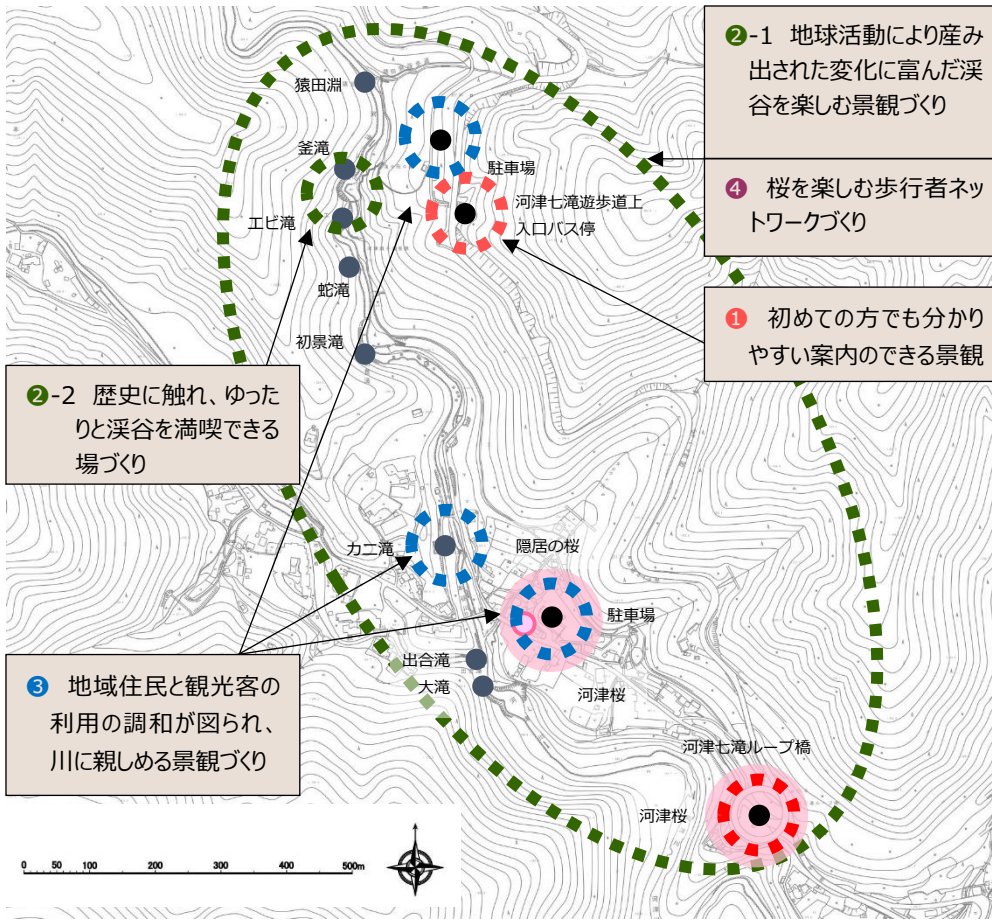 ❷-1 地球活動により産み
出された変化に富んだ渓
谷を楽しむ景観づくり
猿田淵
釜滝
駐車場
❹ 桜を楽しむ歩行者ネッ
トワークづくり
エビ滝
河津七滝遊歩道上
入口バス停
蛇滝
初景滝
❶ 初めての方でも分かり
やすい案内のできる景観
❷-2 歴史に触れ、ゆった
りと渓谷を満喫できる
場づくり
カニ滝
隠居の桜
駐車場
出合滝
大滝
河津桜
❸ 地域住民と観光客の
利用の調和が図られ、
川に親しめる景観づくり
河津七滝ループ橋
河津桜
0 50 100 200 300 400 500m